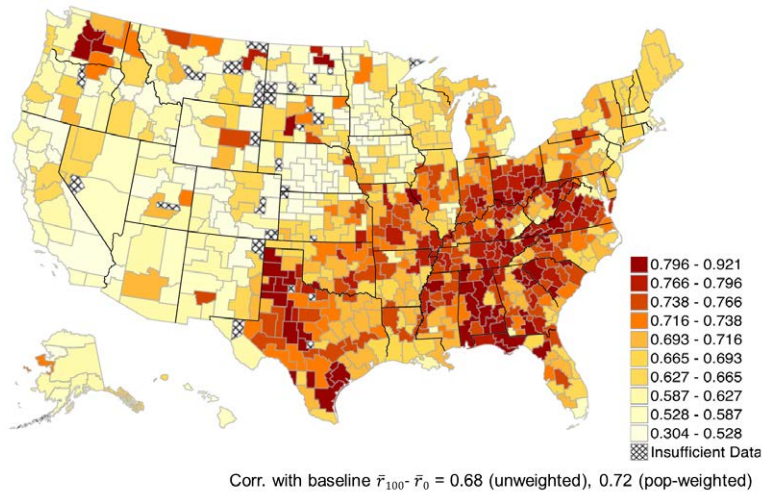 0.796 - 0.921
0.766 - 0.796
0.738 - 0.766
0.716 - 0.738
0.693 - 0.716
0.665 - 0.693
0.627 - 0.665
0.587 - 0.627
0.528 - 0.587
0.304 - 0.528
Insufficient Data
Corr. with baseline r̄₁₀₀- r̄₀ = 0.68 (unweighted), 0.72 (pop-weighted)